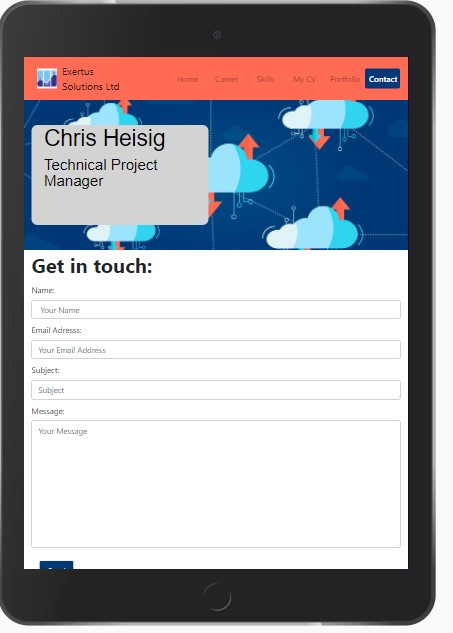 Exertus
Solutions Ltd
Home Career Skills My CV Portfolio Contact
Chris Heisig
Technical Project
Manager
Get in touch:
Name:
Your Name
Email Adresss:
Your Email Address
Subject:
Subject
Message:
Your Message